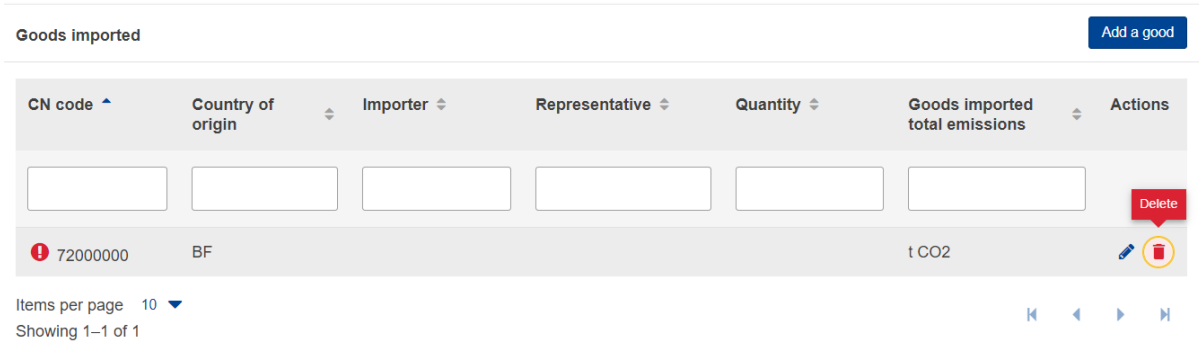 Goods imported
Add a good
CN code
Country of
origin
Importer
Representative
Quantity
Goods imported
total emissions
Actions
Delete
72000000
BF
t CO2
Items per page 10
Showing 1–1 of 1